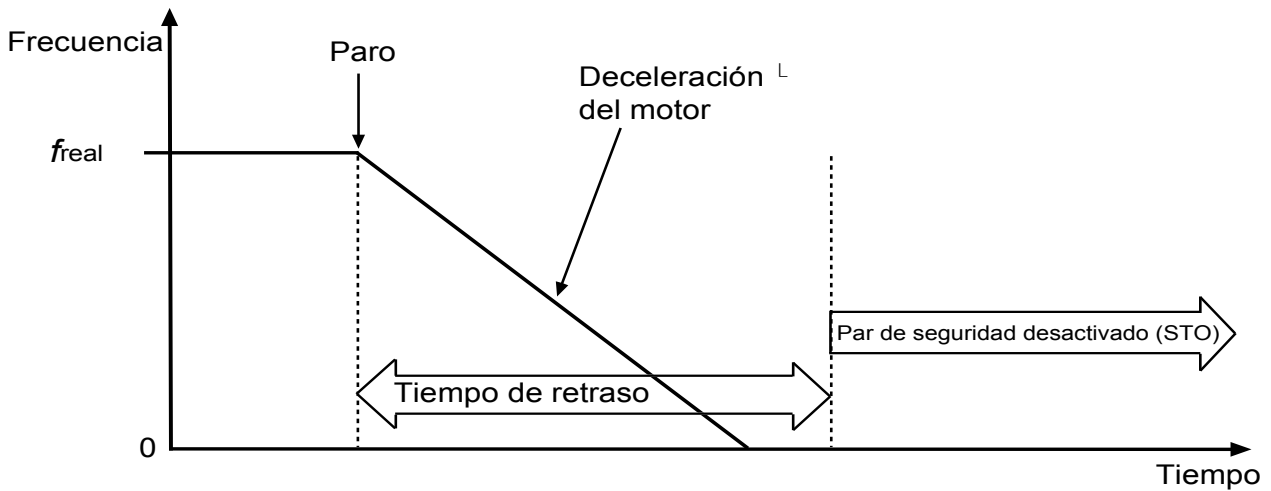 Frecuencia
Paro
Deceleración └
del motor
freal
Par de seguridad desactivado (STO)
Tiempo de retraso
0
Tiempo